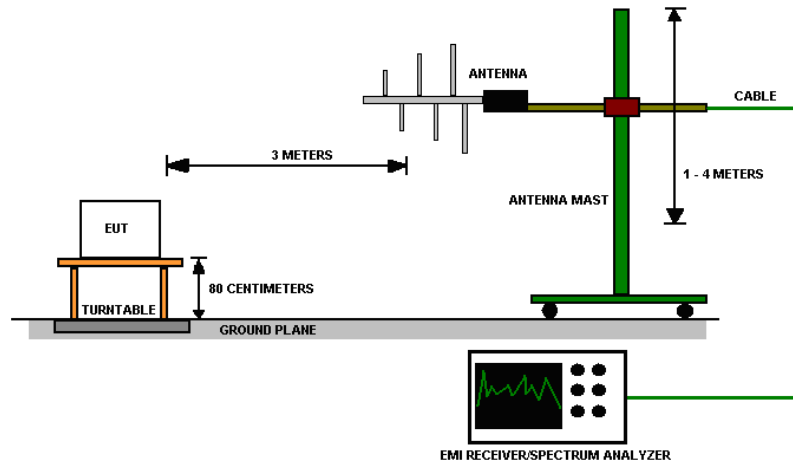 ANTENNA
CABLE
3 METERS
1 - 4 METERS
ANTENNA MAST
EUT
80 CENTIMETERS
TURNTABLE
GROUND PLANE
EMI RECEIVER/SPECTRUM ANALYZER